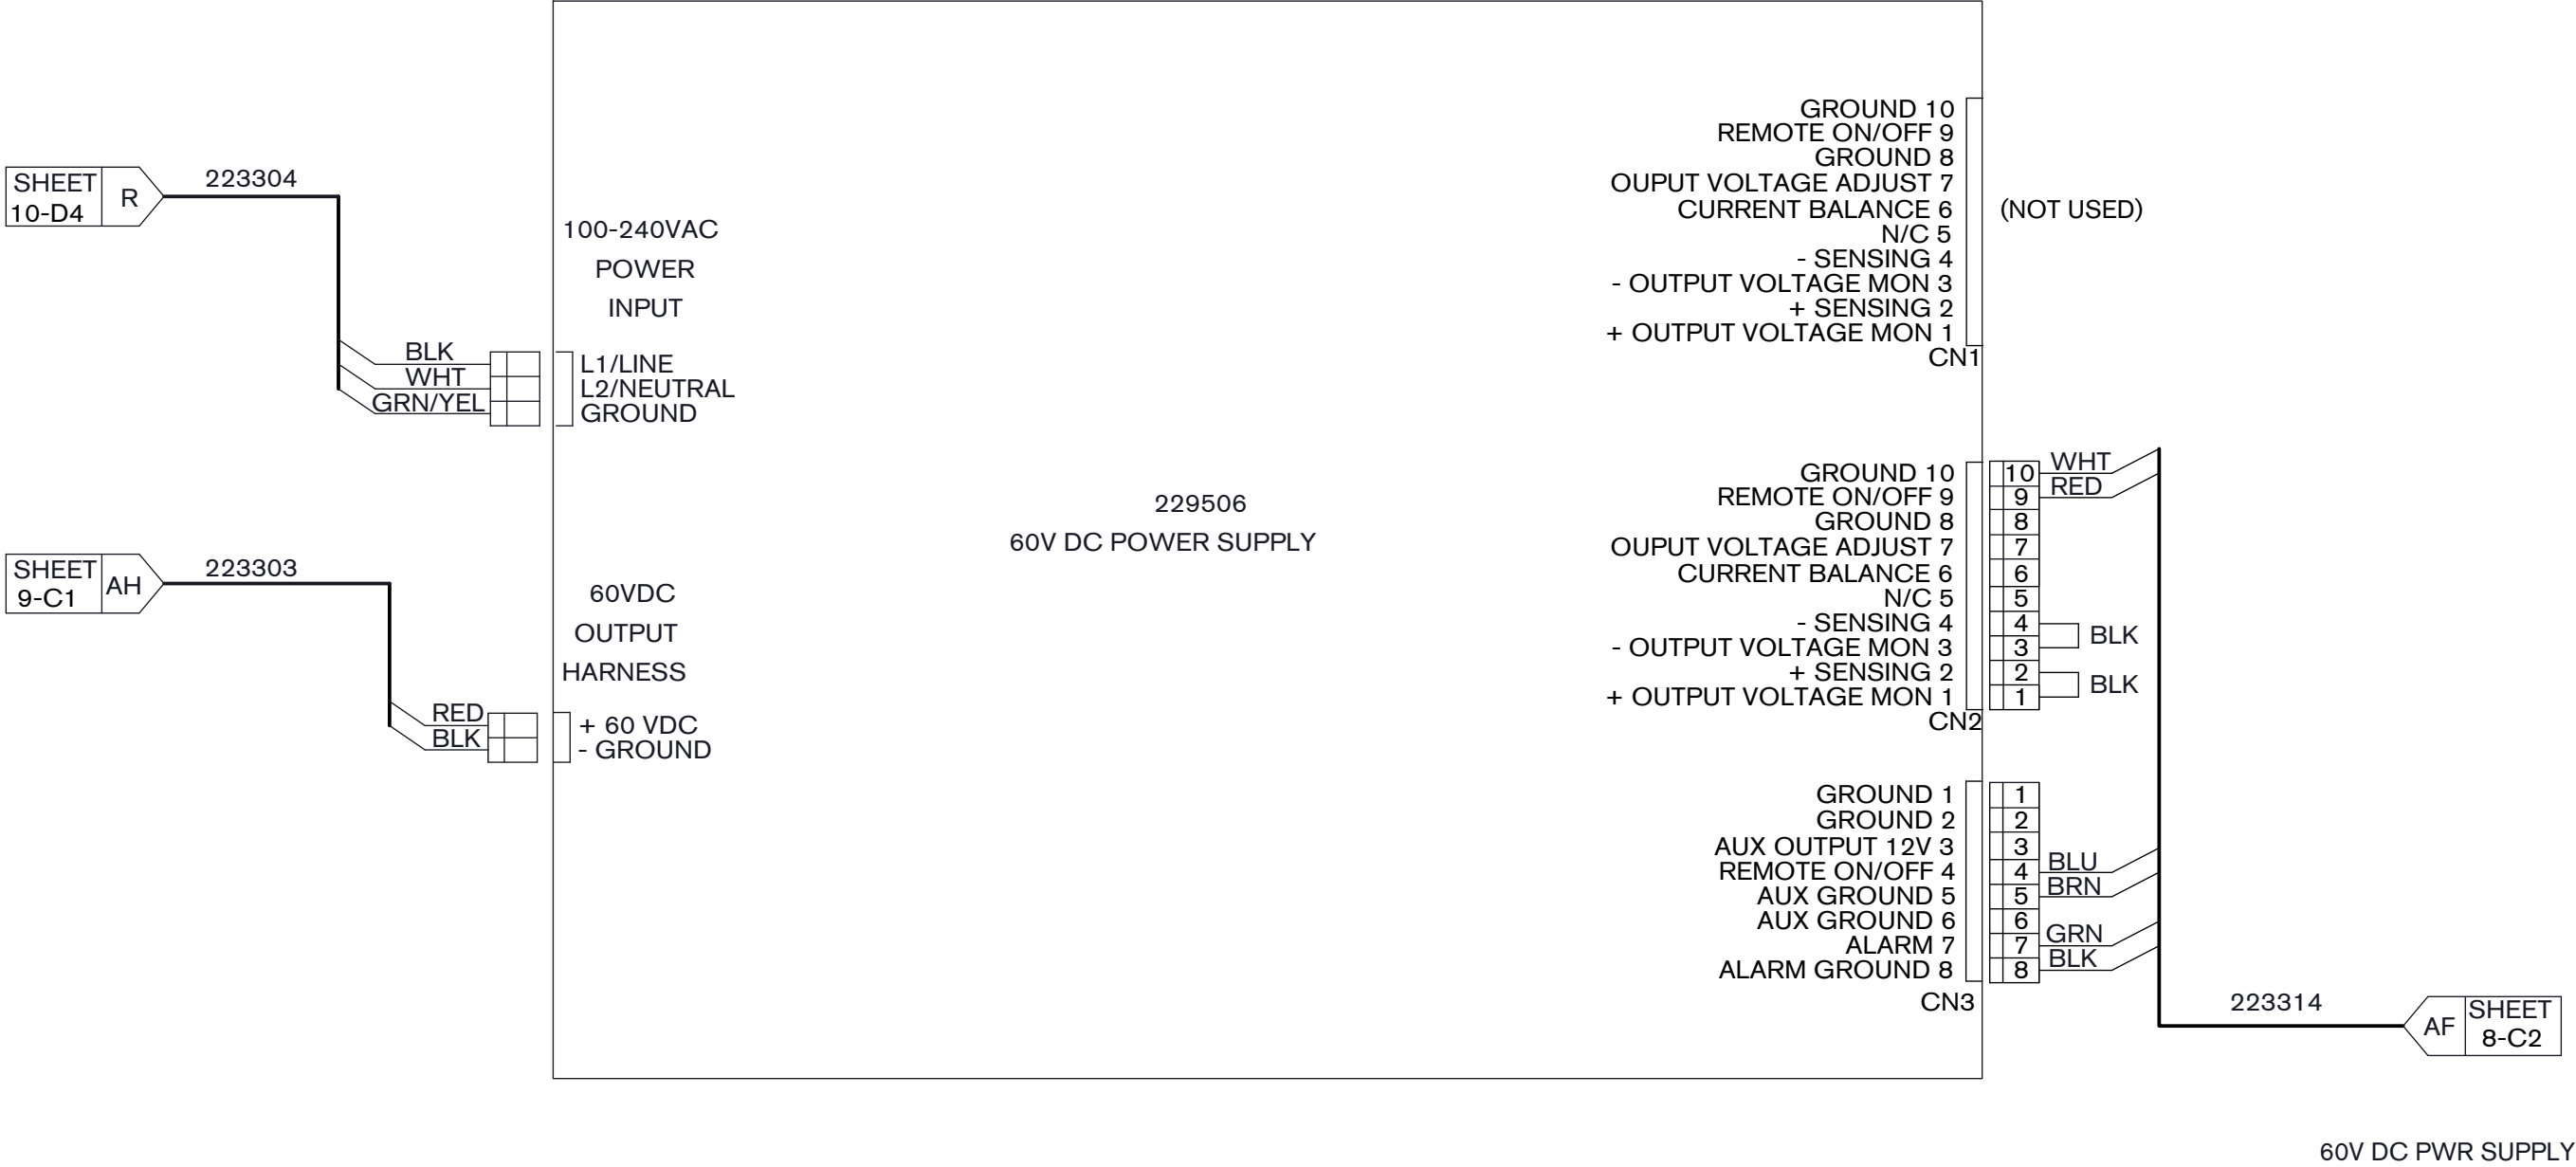 SHEET
10-D4
R
223304
100-240VAC
POWER
INPUT
BLK
WHT
GRN/YEL
L1/LINE
L2/NEUTRAL
GROUND
SHEET
9-C1
AH
223303
60VDC
OUTPUT
HARNESS
RED
BLK
+ 60 VDC
- GROUND
229506
60V DC POWER SUPPLY
GROUND 10
REMOTE ON/OFF 9
GROUND 8
OUPUT VOLTAGE ADJUST 7
CURRENT BALANCE 6
N/C 5
- SENSING 4
- OUTPUT VOLTAGE MON 3
+ SENSING 2
+ OUTPUT VOLTAGE MON 1
CN1
(NOT USED)
GROUND 10
REMOTE ON/OFF 9
GROUND 8
OUPUT VOLTAGE ADJUST 7
CURRENT BALANCE 6
N/C 5
- SENSING 4
- OUTPUT VOLTAGE MON 3
+ SENSING 2
+ OUTPUT VOLTAGE MON 1
CN2
10
9
8
7
6
5
4
3
2
1
WHT
RED
BLK
BLK
GROUND 1
GROUND 2
AUX OUTPUT 12V 3
REMOTE ON/OFF 4
AUX GROUND 5
AUX GROUND 6
ALARM 7
ALARM GROUND 8
CN3
1
2
3
4
5
6
7
8
BLU
BRN
GRN
BLK
223314
AF
SHEET
8-C2
60V DC PWR SUPPLY